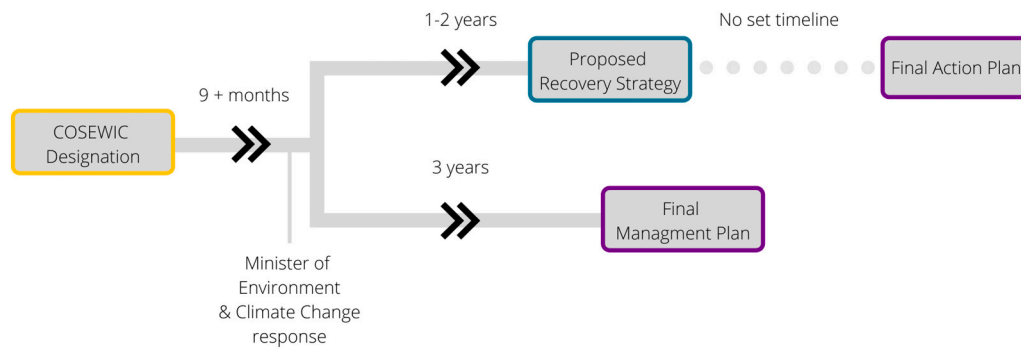 1-2 years
No set timeline
Proposed
Recovery Strategy
Final Action Plan
9 + months
COSEWIC
Designation
3 years
Final
Managment Plan
Minister of
Environment
& Climate Change
response